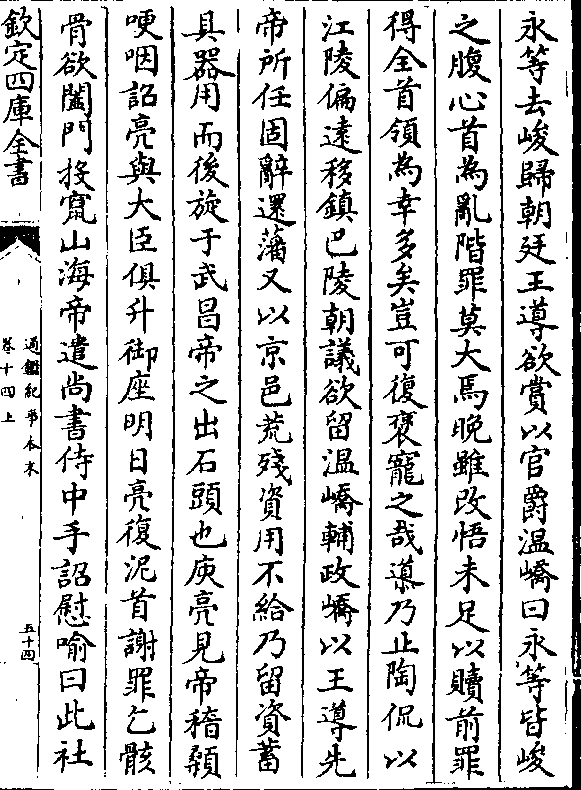 永等去峻歸朝廷王導欲賞以官爵温嶠曰永等皆峻
之腹心首為亂階罪莫大焉晚雖改悟未足以贖前罪
得全首領為幸多矣豈可復褒寵之哉導乃止陶侃以
江陵偏遠移鎮巴陵朝議欲留温嶠輔政嶠以王導先
帝所任固辭還藩又以京邑荒殘資用不給乃留資蓄
具器用而後旋于武昌帝之出石頭也庾亮見帝稽顙
哽咽詔亮與大臣俱升御座明日亮復泥首謝罪乞骸
骨欲闔門投竄山海帝遣尚書侍中手詔慰喻曰此社
欽定四庫全書
通鑑紀事本末
卷十四上
五十四